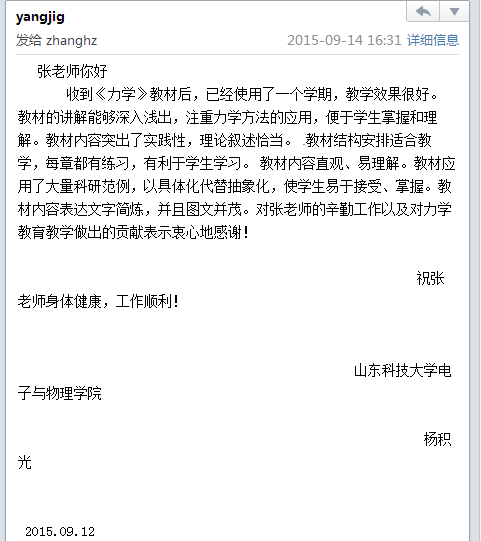 yangjig
发给 zhanghz 2015-09-14 16:31 详细信息
张老师你好
收到《力学》教材后，已经使用了一个学期，教学效果很好。
教材的讲解能够深入浅出，注重力学方法的应用，便于学生掌握和理
解。教材内容突出了实践性，理论叙述恰当。 .教材结构安排适合教
学，每章都有练习，有利于学生学习。 教材内容直观、易理解。教材应
用了大量科研范例，以具体化代替抽象化，使学生易于接受、掌握。教
材内容表达文字简炼，并且图文并茂。对张老师的辛勤工作以及对力学
教育教学做出的贡献表示衷心地感谢！
祝张
老师身体健康，工作顺利！
山东科技大学电
子与物理学院
杨积
光
2015.09.12